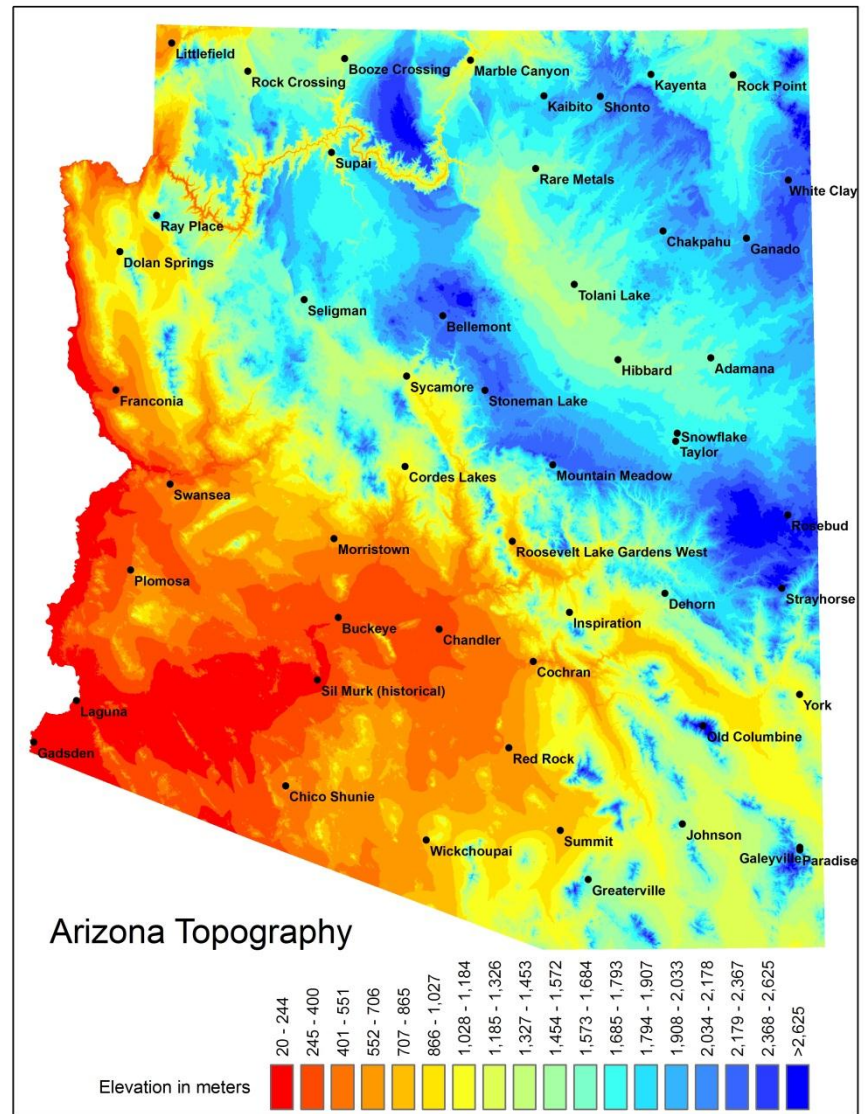 Littlefield
Rock Crossing
Booze Crossing
Marble Canyon
Kaibito
Shonto
Kayenta
Rock Point
Supai
Rare Metals
White Clay
Ray Place
Dolan Springs
Chakpahu
Ganado
Seligman
Bellemont
Tolani Lake
Sycamore
Hibbard
Adamana
Franconia
Stoneman Lake
Snowflake
Taylor
Swansea
Cordes Lakes
Mountain Meadow
Rosebud
Morristown
Roosevelt Lake Gardens West
Plomosa
Dehorn
Strayhorse
Buckeye
Chandler
Inspiration
Cochran
Sil Murk (historical)
Laguna
York
Gadsden
Red Rock
Old Columbine
Chico Shunie
Wickchoupai
Summit
Johnson
Galeyville
Paradise
Greaterville
Arizona Topography
Elevation in meters
20 - 244
245 - 400
401 - 551
552 - 706
707 - 865
866 - 1,027
1,028 - 1,184
1,185 - 1,326
1,327 - 1,453
1,454 - 1,572
1,573 - 1,684
1,685 - 1,793
1,794 - 1,907
1,908 - 2,033
2,034 - 2,178
2,179 - 2,367
2,368 - 2,625
>2,625